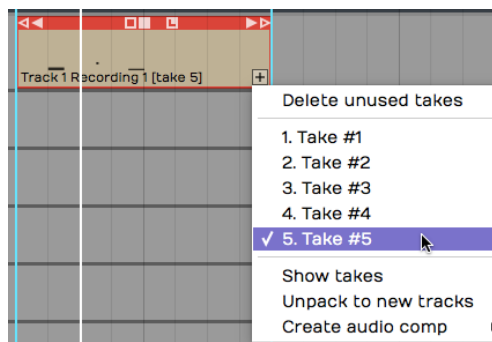 Track 1 Recording 1 [take 5]
Delete unused takes
1. Take #1
2. Take #2
3. Take #3
4. Take #4
✓ 5. Take #5
Show takes
Unpack to new tracks
Create audio comp